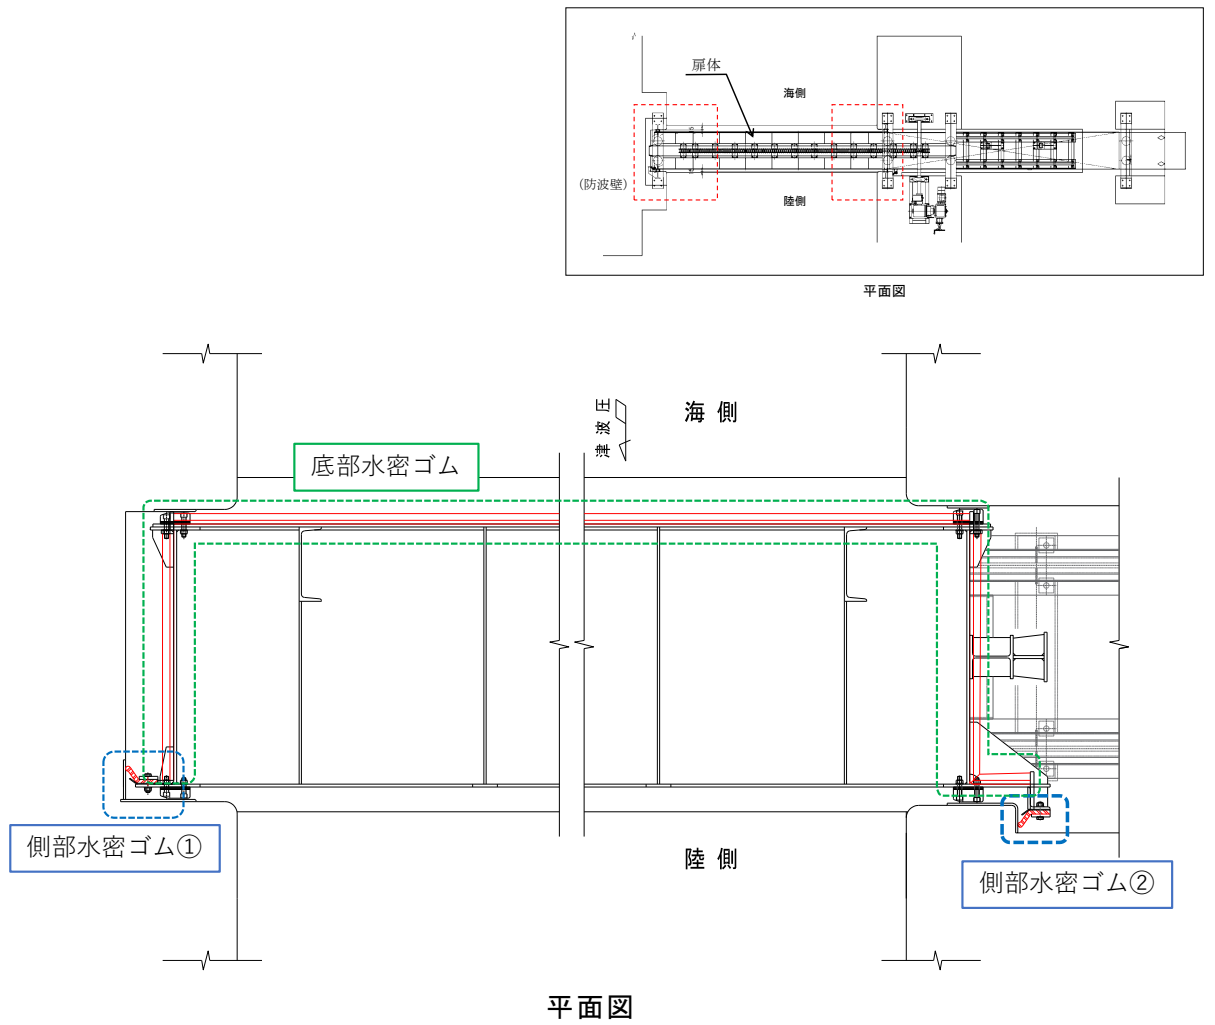 扉体
海側
(防波壁)
陸側
平面図
津波圧
海側
底部水密ゴム
側部水密ゴム①
陸側
側部水密ゴム②
平面図